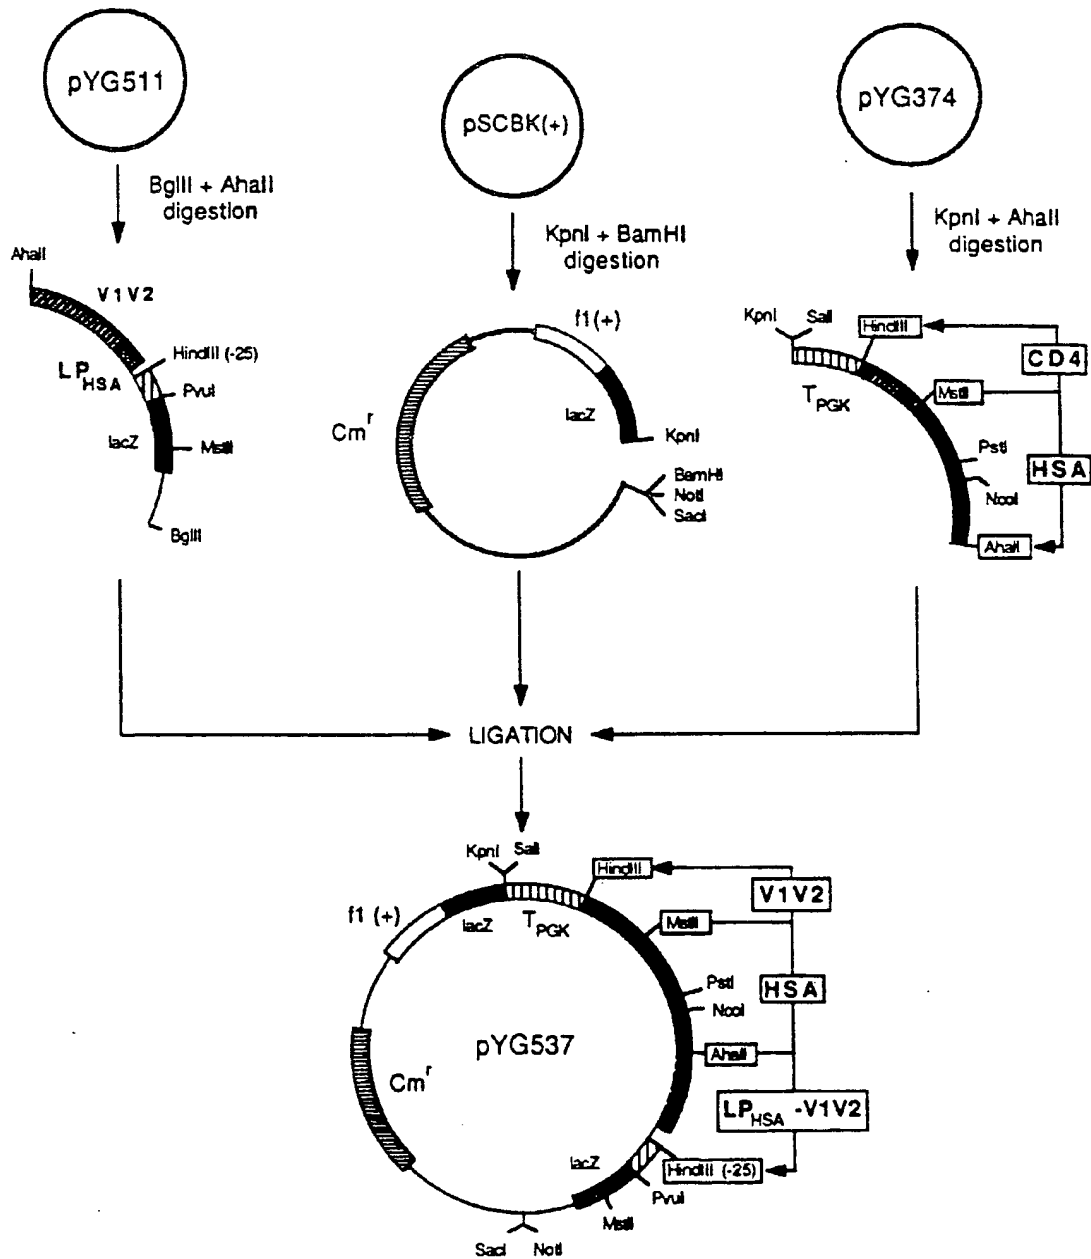 pYG511
pSCBK(+)
pYG374
BglII + AhaII
digestion
KpnI + BamHI
digestion
KpnI + AhaII
digestion
AhaII
V1V2
HindIII (-25)
LP HSA
PvuI
lacZ
MstII
BglII
f1 (+)
Cm r
lacZ
KpnI
BamHI
NotI
SacI
KpnI
SalI
HindIII
CD4
T PGK
MstII
PstI
HSA
NcoI
AhaII
LIGATION
KpnI
SalI
HindIII
V1V2
f1 (+)
lacZ
T PGK
MstII
PstI
HSA
NcoI
pYG537
AhaII
Cm r
LP HSA -V1V2
lacZ
HindIII (-25)
PvuI
MstII
SacI
NotI